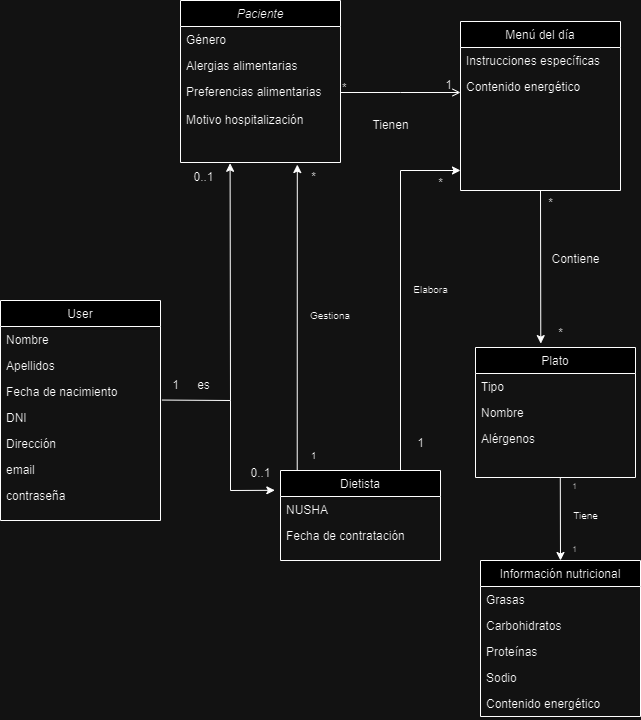 Paciente
Género
Alergias alimentarias
Preferencias alimentarias
Motivo hospitalización
Menú del día
Instrucciones específicas
Contenido energético
*
1
Tienen
0..1
*
*
*
Contiene
*
Elabora
Gestiona
User
Nombre
Apellidos
Fecha de nacimiento
DNI
Dirección
email
contraseña
1
es
Plato
Tipo
Nombre
Alérgenos
1
1
0..1
Dietista
NUSHA
Fecha de contratación
1
Tiene
1
Información nutricional
Grasas
Carbohidratos
Proteínas
Sodio
Contenido energético